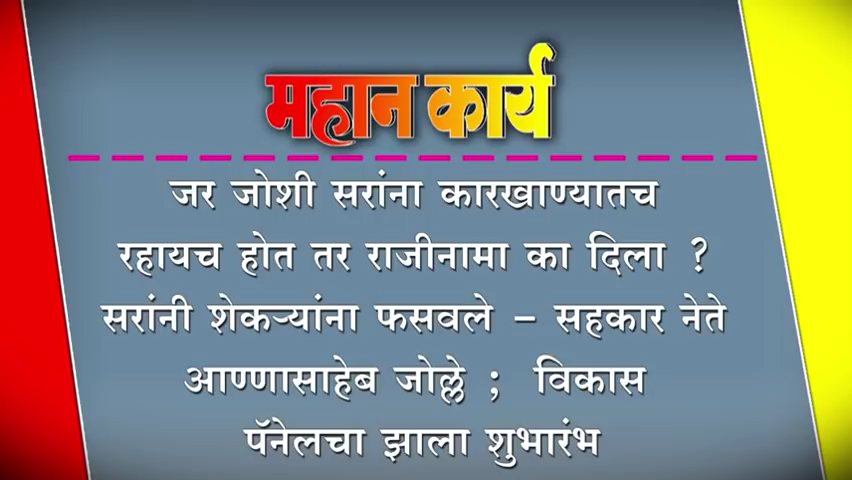 महान कार्य
जर जोशी सरांना कारखाण्यातच
रहायच होत तर राजीनामा का दिला ?
सरांनी शेकऱ्यांना फसवले – सहकार नेते
आण्णासाहेब जोल्ले ; विकास
पॅनेलचा झाला शुभारंभ